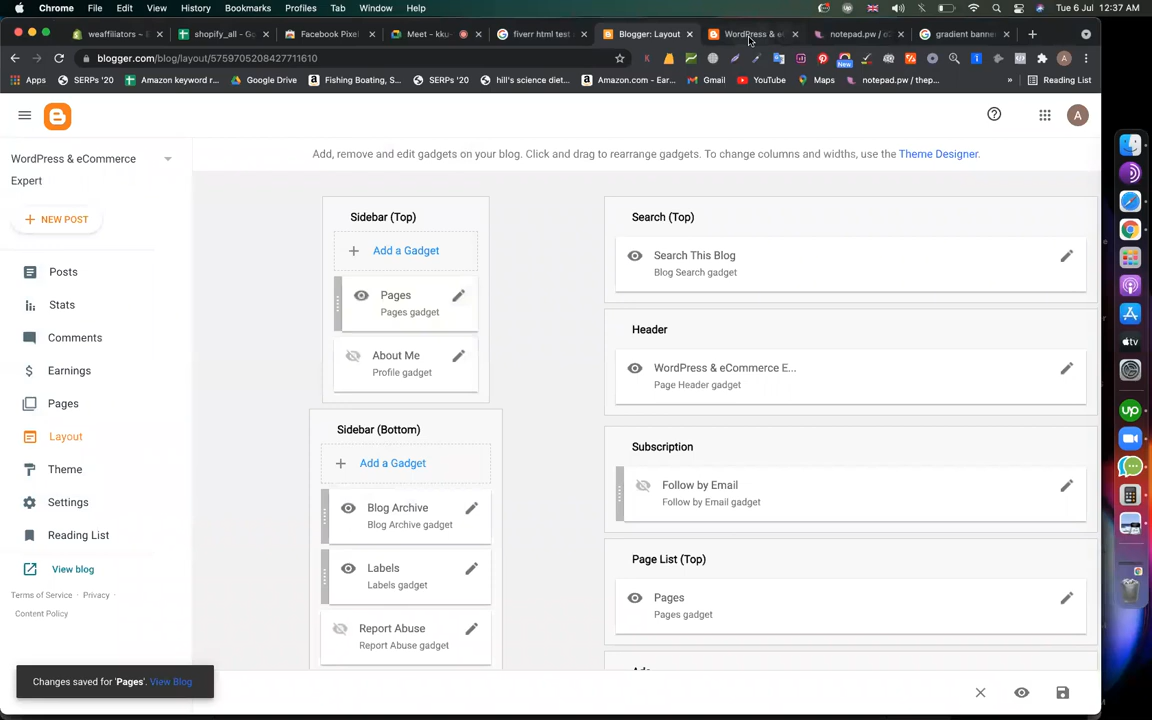 Chrome File Edit View History Bookmarks Profiles Tab Window Help Tue 6 Jul 12:37 AM
weaffiliators ~ E shopify_all - Go Facebook Pixel Meet - kku- fiverr html test Blogger: Layout WordPress & eC notepad.pw / o gradient banne
blogger.com/blog/layout/5759705208427711610
Apps SERPs '20 Amazon keyword r... Google Drive Fishing Boating, S... SERPs '20 hill's science diet... Amazon.com - Ear... Gmail YouTube Maps notepad.pw / thep... » Reading List
WordPress & eCommerce Expert
Add, remove and edit gadgets on your blog. Click and drag to rearrange gadgets. To change columns and widths, use the Theme Designer.
+ NEW POST
Posts
Stats
Comments
Earnings
Pages
Layout
Theme
Settings
Reading List
View blog
Terms of Service · Privacy ·
Content Policy
Sidebar (Top)
+ Add a Gadget
Pages
Pages gadget
About Me
Profile gadget
Sidebar (Bottom)
+ Add a Gadget
Blog Archive
Blog Archive gadget
Labels
Labels gadget
Report Abuse
Report Abuse gadget
Search (Top)
Search This Blog
Blog Search gadget
Header
WordPress & eCommerce E...
Page Header gadget
Subscription
Follow by Email
Follow by Email gadget
Page List (Top)
Pages
Pages gadget
Changes saved for 'Pages'. View Blog